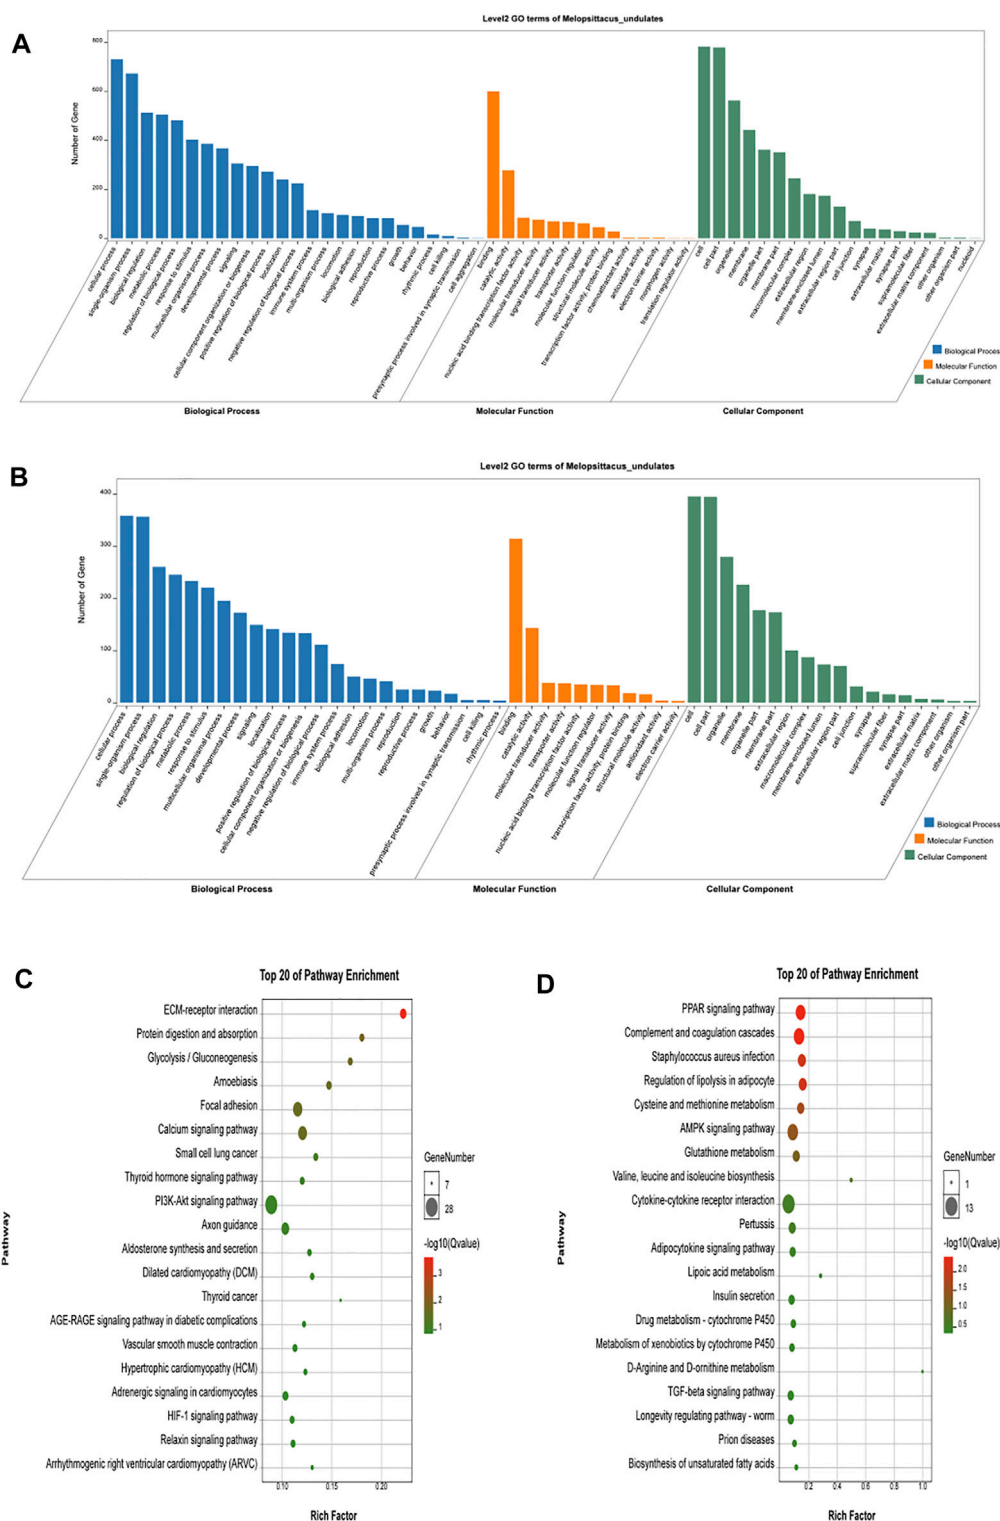 A
Level2 GO terms of Melopsittacus_undulates
Number of Gene
800
600
400
200
0
cellular process
single-organism process
biological regulation
metabolic process
regulation of biological process
response to stimulus
multicellular organismal process
developmental process
signaling
cellular component organization or biogenesis
positive regulation of biological process
localization
negative regulation of biological process
immune system process
multi-organism process
locomotion
biological adhesion
reproduction
reproductive process
growth
behavior
rhythmic process
cell killing
presynaptic process involved in synaptic transmission
cell aggregation
binding
catalytic activity
nucleic acid binding transcription factor activity
molecular transducer activity
signal transducer activity
transporter activity
molecular function regulator
structural molecule activity
transcription factor activity, protein binding
chemoattractant activity
antioxidant activity
electron carrier activity
morphogen activity
translation regulator activity
cell
cell part
organelle
membrane
organelle part
membrane part
macromolecular complex
extracellular region
membrane-enclosed lumen
extracellular region part
cell junction
synapse
extracellular matrix
synapse part
supramolecular fiber
extracellular matrix component
other organism
other organism part
nucleoid
Biological Proces
Molecular Function
Cellular Component
Biological Process
Molecular Function
Cellular Component
B
Level2 GO terms of Melopsittacus_undulates
Number of Gene
400
300
200
100
0
cellular process
single-organism process
biological regulation
regulation of biological process
metabolic process
response to stimulus
multicellular organismal process
developmental process
signaling
localization
positive regulation of biological process
cellular component organization or biogenesis
negative regulation of biological process
immune system process
biological adhesion
locomotion
multi-organism process
reproduction
reproductive process
growth
behavior
presynaptic process involved in synaptic transmission
cell killing
rhythmic process
binding
catalytic activity
molecular transducer activity
transporter activity
nucleic acid binding transcription factor activity
molecular function regulator
signal transducer activity
transcription factor activity, protein binding
structural molecule activity
antioxidant activity
electron carrier activity
cell
cell part
organelle
membrane
organelle part
membrane part
extracellular region
macromolecular complex
membrane-enclosed lumen
extracellular region part
cell junction
synapse
supramolecular fiber
synapse part
extracellular matrix
extracellular matrix component
other organism
other organism part
Biological Process
Molecular Function
Cellular Component
Biological Process
Molecular Function
Cellular Component
C
Top 20 of Pathway Enrichment
Pathway
ECM-receptor interaction
Protein digestion and absorption
Glycolysis / Gluconeogenesis
Amoebiasis
Focal adhesion
Calcium signaling pathway
Small cell lung cancer
Thyroid hormone signaling pathway
PI3K-Akt signaling pathway
Axon guidance
Aldosterone synthesis and secretion
Dilated cardiomyopathy (DCM)
Thyroid cancer
AGE-RAGE signaling pathway in diabetic complications
Vascular smooth muscle contraction
Hypertrophic cardiomyopathy (HCM)
Adrenergic signaling in cardiomyocytes
HIF-1 signaling pathway
Relaxin signaling pathway
Arrhythmogenic right ventricular cardiomyopathy (ARVC)
0.10 0.15 0.20
Rich Factor
GeneNumber
7
28
-log10(Qvalue)
3
2
1
D
Top 20 of Pathway Enrichment
Pathway
PPAR signaling pathway
Complement and coagulation cascades
Staphylococcus aureus infection
Regulation of lipolysis in adipocyte
Cysteine and methionine metabolism
AMPK signaling pathway
Glutathione metabolism
Valine, leucine and isoleucine biosynthesis
Cytokine-cytokine receptor interaction
Pertussis
Adipocytokine signaling pathway
Lipoic acid metabolism
Insulin secretion
Drug metabolism - cytochrome P450
Metabolism of xenobiotics by cytochrome P450
D-Arginine and D-ornithine metabolism
TGF-beta signaling pathway
Longevity regulating pathway - worm
Prion diseases
Biosynthesis of unsaturated fatty acids
0.2 0.4 0.6 0.8 1.0
Rich Factor
GeneNumber
1
13
-log10(Qvalue)
2.0
1.5
1.0
0.5